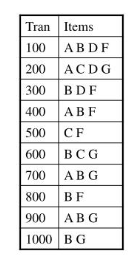 Tran Items
100 A B D F
200 A C D G
300 B D F
400 A B F
500 C F
600 B C G
700 A B G
800 B F
900 A B G
1000 B G